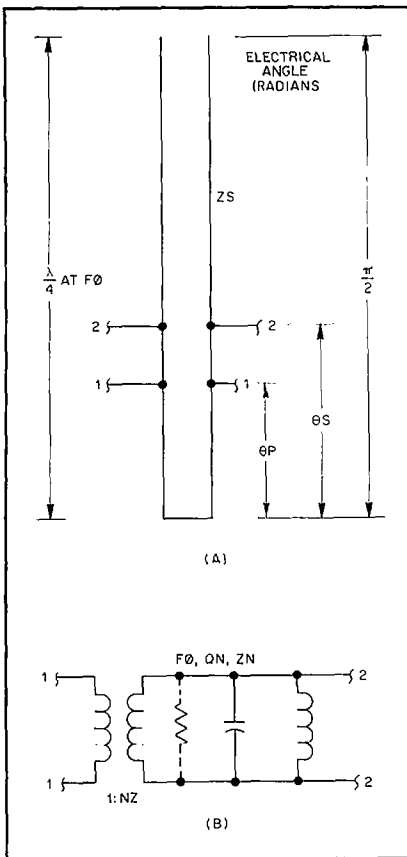 ELECTRICAL
ANGLE
(RADIANS
ZS
λ/4 AT FØ
π/2
2 2
1 1
θS
θP
(A)
FØ, QN, ZN
1 2
1 2
1:NZ
(B)